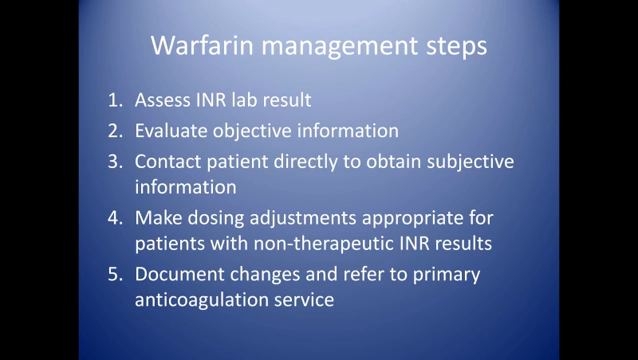 Warfarin management steps
1. Assess INR lab result
2. Evaluate objective information
3. Contact patient directly to obtain subjective
information
4. Make dosing adjustments appropriate for
patients with non-therapeutic INR results
5. Document changes and refer to primary
anticoagulation service